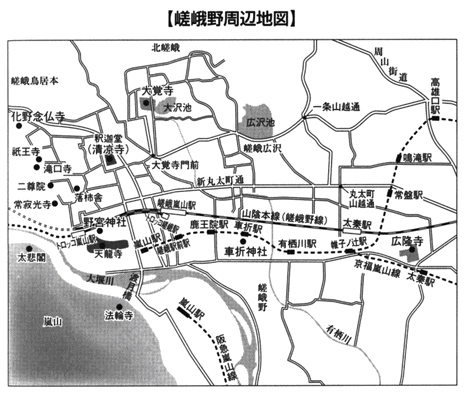 【嵯峨野周辺地図】
北嵯峨
周山街道
嵯峨鳥居本
大覚寺
大沢池
広沢池
一条山越通
高雄口駅
化野念仏寺
釈迦堂
(清凉寺)
祇王寺
滝口寺
大覚寺門前
嵯峨広沢
鳴滝駅
二尊院
落柿舎
新丸太町通
丸太町
山越通
常盤駅
常寂光寺
野宮神社
嵯峨嵐山駅
山陰本線(嵯峨野線)
太秦駅
トロッコ嵐山駅
天龍寺
嵐山駅
鹿王院駅
車折駅
車折神社
有栖川駅
帷子ノ辻駅
広隆寺
太秦駅
京福嵐山線
大悲閣
大堰川
渡月橋
法輪寺
嵐山
嵐山駅
阪急嵐山線
嵯峨野
有栖川